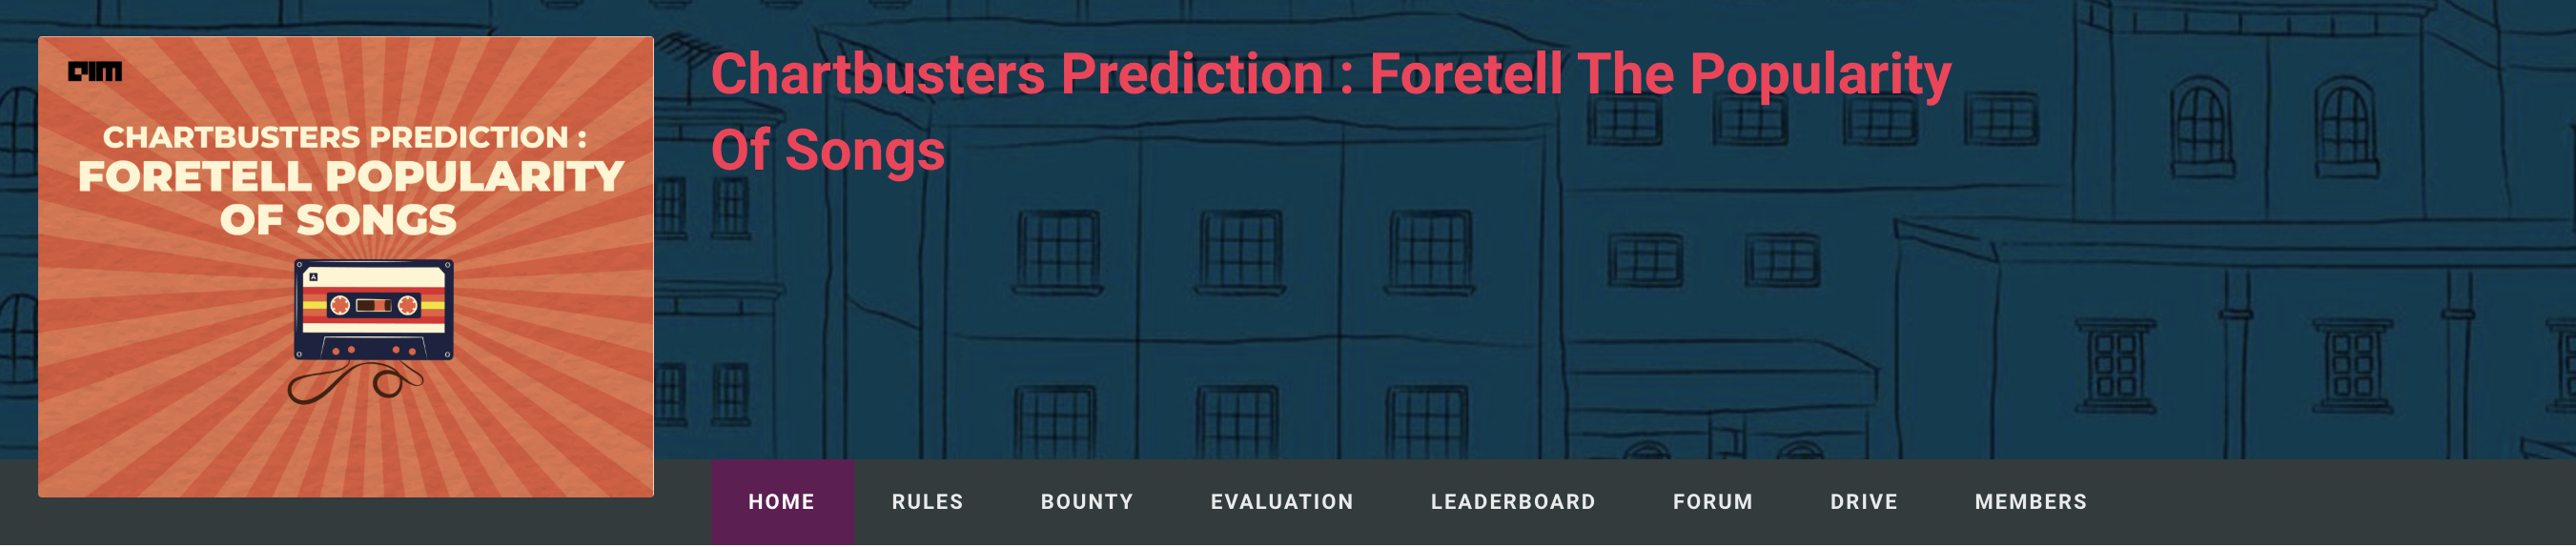 AIM
CHARTBUSTERS PREDICTION :
FORETELL POPULARITY
OF SONGS
A
Chartbusters Prediction : Foretell The Popularity
Of Songs
HOME RULES BOUNTY EVALUATION LEADERBOARD FORUM DRIVE MEMBERS